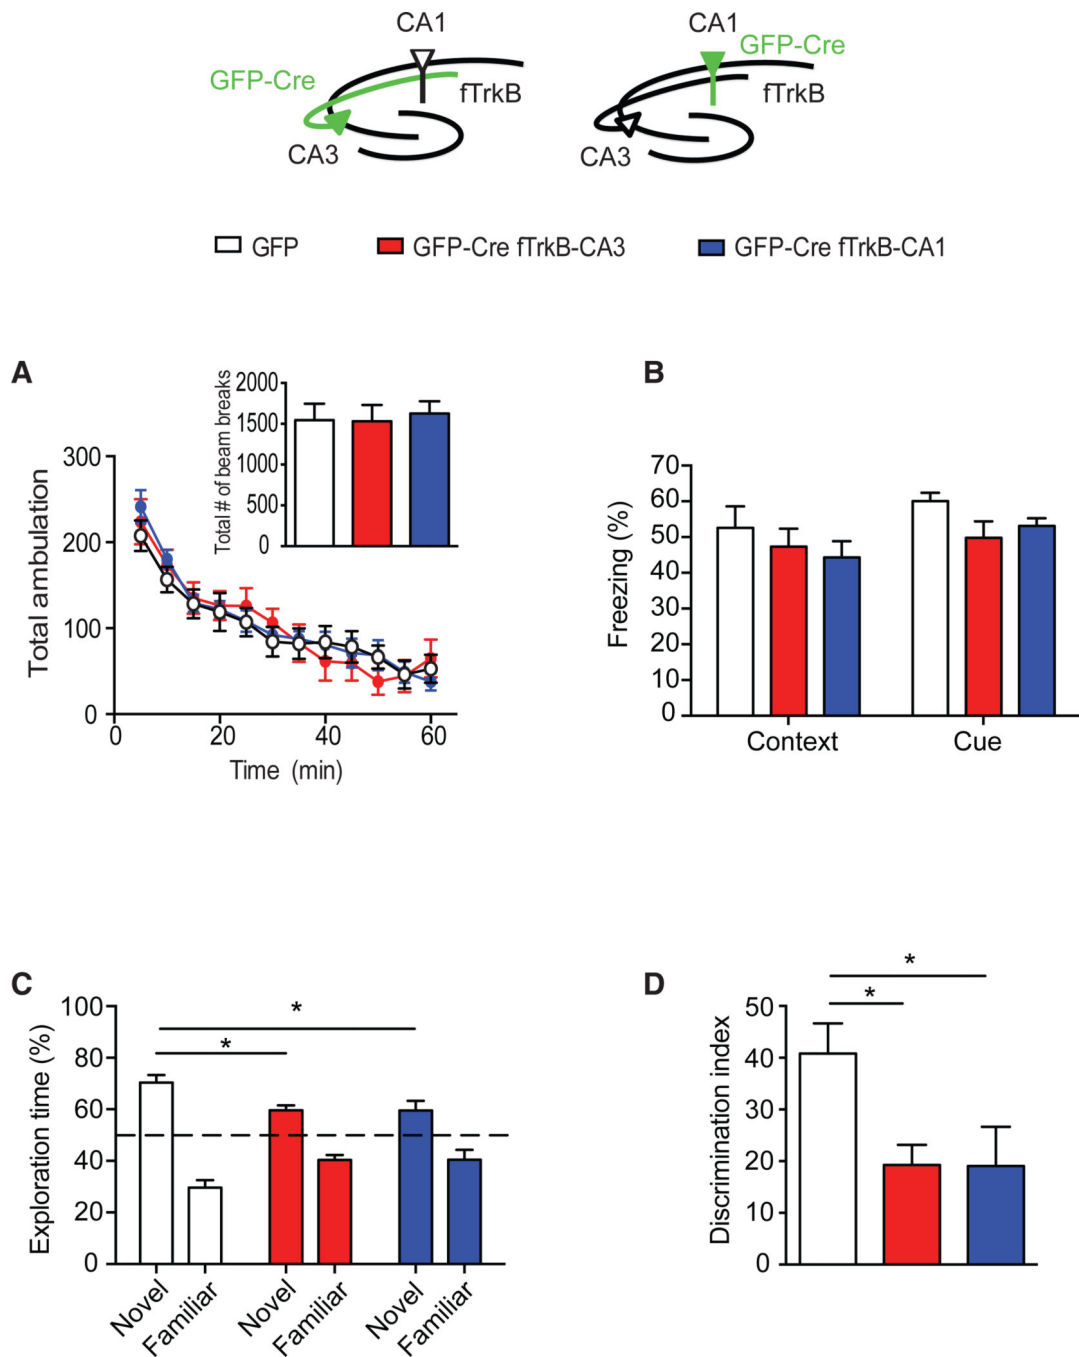 CA1
GFP-Cre
fTrkB
CA3
CA1
GFP-Cre
fTrkB
CA3
GFP
GFP-Cre fTrkB-CA3
GFP-Cre fTrkB-CA1
A
Total ambulation
300
200
100
0
0
20
40
60
Time (min)
Total # of beam breaks
2000
1500
1000
500
0
B
Freezing (%)
70
60
50
40
30
20
10
0
Context
Cue
C
Exploration time (%)
100
80
60
40
20
0
*
*
Novel
Familiar
Novel
Familiar
Novel
Familiar
D
Discrimination index
50
40
30
20
10
0
*
*